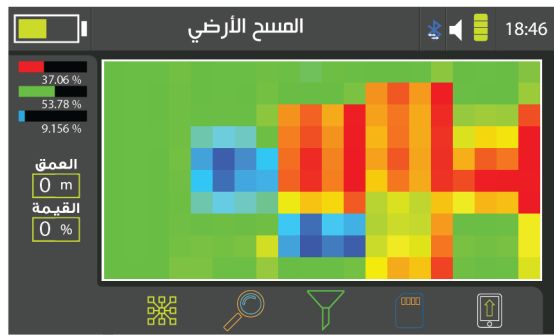 المسح الأرضي
18:46
37.06 %
53.78 %
9.156 %
العمق
0 m
القيمة
0 %